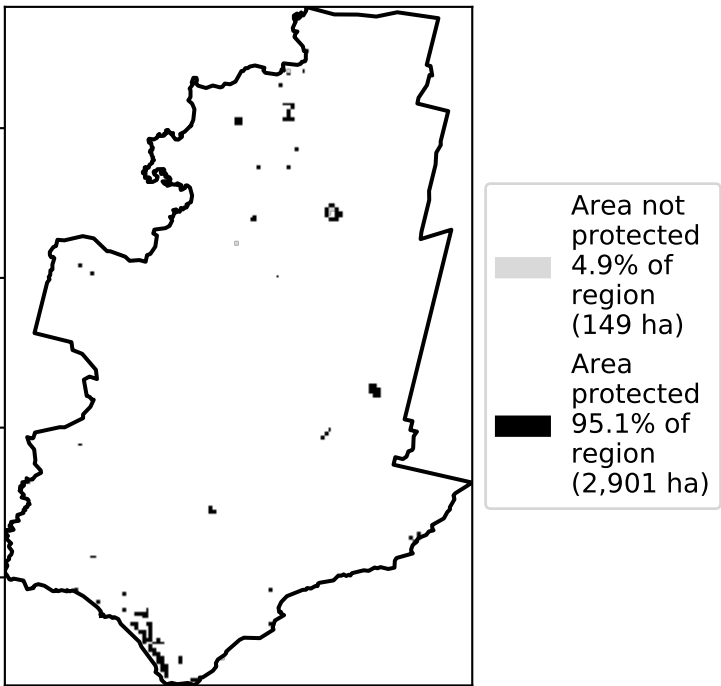 Area not
protected
4.9% of
region
(149 ha)
Area
protected
95.1% of
region
(2,901 ha)